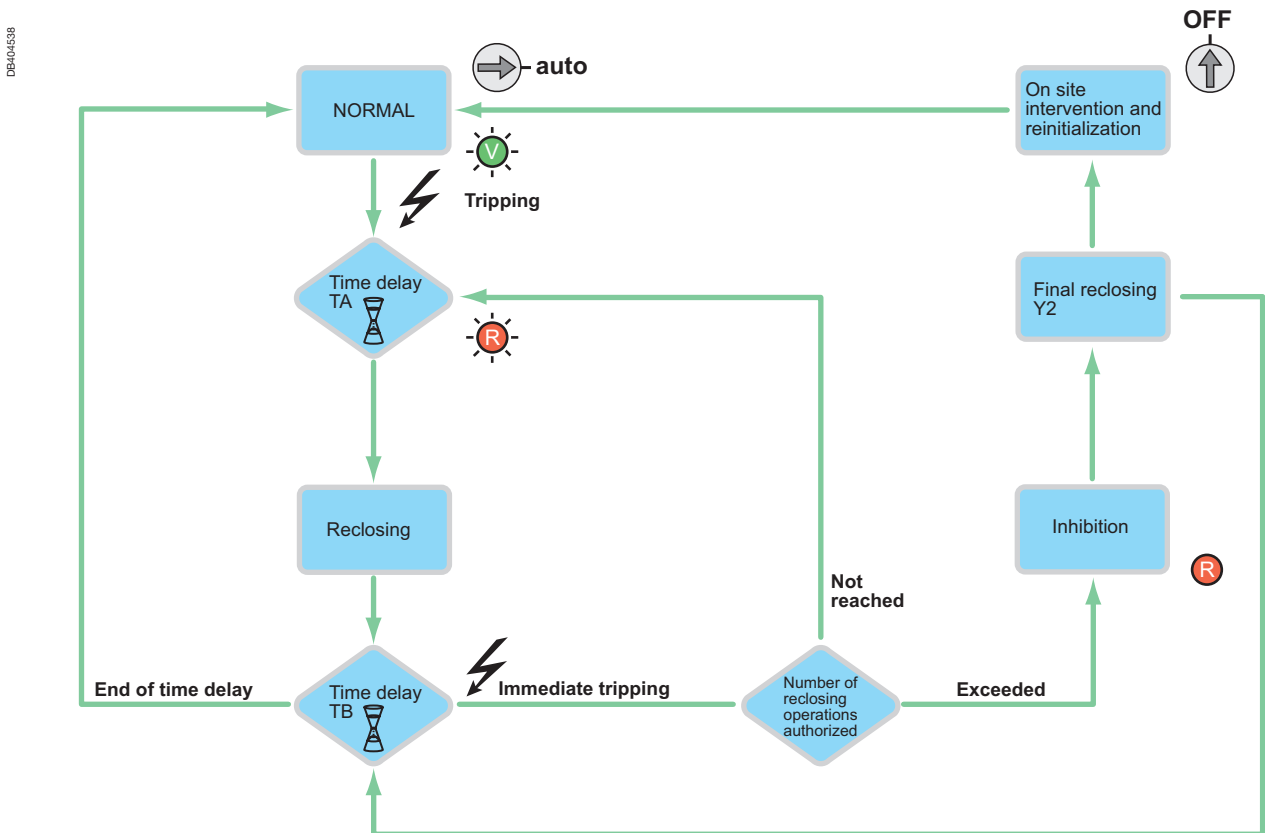 DB404538
OFF
auto
NORMAL
On site
intervention and
reinitialization
V
Tripping
Time delay
TA
R
Final reclosing
Y2
Reclosing
Inhibition
R
Not
reached
End of time delay
Time delay
TB
Immediate tripping
Number of
reclosing
operations
authorized
Exceeded